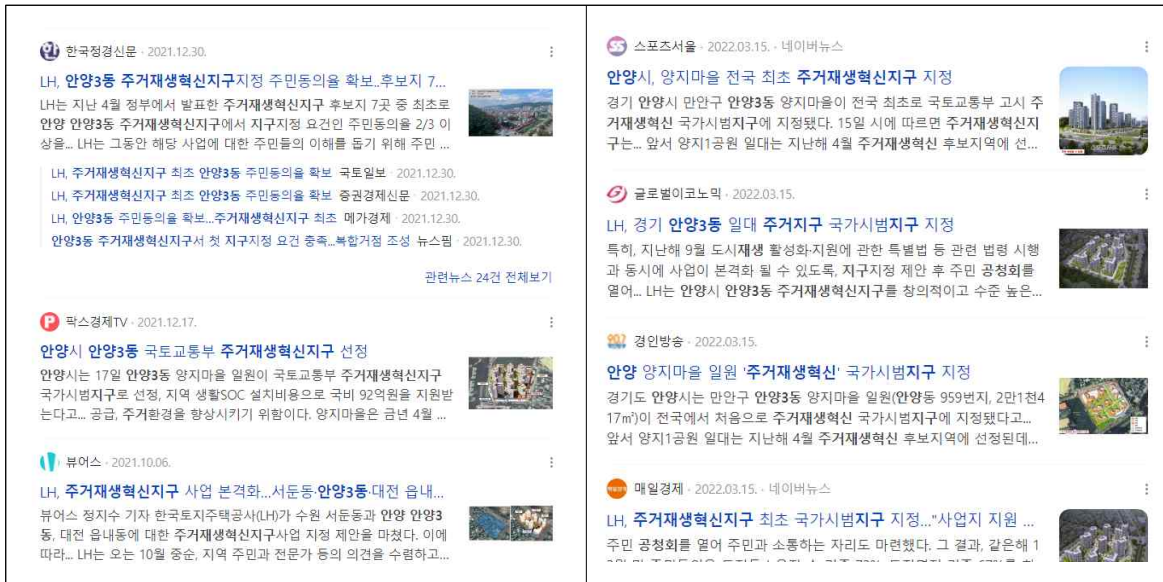 한국정경신문 · 2021.12.30.
LH, 안양3동 주거재생혁신지구지정 주민동의율 확보..후보지 7...
LH는 지난 4월 정부에서 발표한 주거재생혁신지구 후보지 7곳 중 최초로
안양 안양3동 주거재생혁신지구에서 지구지정 요건인 주민동의율 2/3 이
상을... LH는 그동안 해당 사업에 대한 주민들의 이해를 돕기 위해 주민 ...
LH, 주거재생혁신지구 최초 안양3동 주민동의율 확보 국토일보 · 2021.12.30.
LH, 주거재생혁신지구 최초 안양3동 주민동의율 확보 증권경제신문 · 2021.12.30.
LH, 안양3동 주민동의율 확보...주거재생혁신지구 최초 메가경제 · 2021.12.30.
안양3동 주거재생혁신지구서 첫 지구지정 요건 충족...복합거점 조성 뉴스핌 · 2021.12.30.
관련뉴스 24건 전체보기
팍스경제TV · 2021.12.17.
안양시 안양3동 국토교통부 주거재생혁신지구 선정
안양시는 17일 안양3동 양지마을 일원이 국토교통부 주거재생혁신지구
국가시범지구로 선정, 지역 생활SOC 설치비용으로 국비 92억원을 지원받
는다고... 공급, 주거환경을 향상시키기 위함이다. 양지마을은 금년 4월 ...
뷰어스 · 2021.10.06.
LH, 주거재생혁신지구 사업 본격화...서둔동·안양3동·대전 읍내...
뷰어스 정지수 기자 한국토지주택공사(LH)가 수원 서둔동과 안양 안양3
동, 대전 읍내동에 대한 주거재생혁신지구사업 지정 제안을 마쳤다. 이에
따라... LH는 오는 10월 중순, 지역 주민과 전문가 등의 의견을 수렴하고...
스포츠서울 · 2022.03.15. · 네이버뉴스
안양시, 양지마을 전국 최초 주거재생혁신지구 지정
경기 안양시 만안구 안양3동 양지마을이 전국 최초로 국토교통부 고시 주
거재생혁신 국가시범지구에 지정됐다. 15일 시에 따르면 주거재생혁신지
구는... 앞서 양지1공원 일대는 지난해 4월 주거재생혁신 후보지역에 선...
글로벌이코노믹 · 2022.03.15.
LH, 경기 안양3동 일대 주거지구 국가시범지구 지정
특히, 지난해 9월 도시재생 활성화·지원에 관한 특별법 등 관련 법령 시행
과 동시에 사업이 본격화 될 수 있도록, 지구지정 제안 후 주민 공청회를
열어... LH는 안양시 안양3동 주거재생혁신지구를 창의적이고 수준 높은...
경인방송 · 2022.03.15.
안양 양지마을 일원 '주거재생혁신' 국가시범지구 지정
경기도 안양시는 만안구 안양3동 양지마을 일원(안양동 959번지, 2만1천4
17㎡)이 전국에서 처음으로 주거재생혁신 국가시범지구에 지정됐다고...
앞서 양지1공원 일대는 지난해 4월 주거재생혁신 후보지역에 선정된데...
매일경제 · 2022.03.15. · 네이버뉴스
LH, 주거재생혁신지구 최초 국가시범지구 지정..."사업지 지원 ...
주민 공청회를 열어 주민과 소통하는 자리도 마련했다. 그 결과, 같은해 1